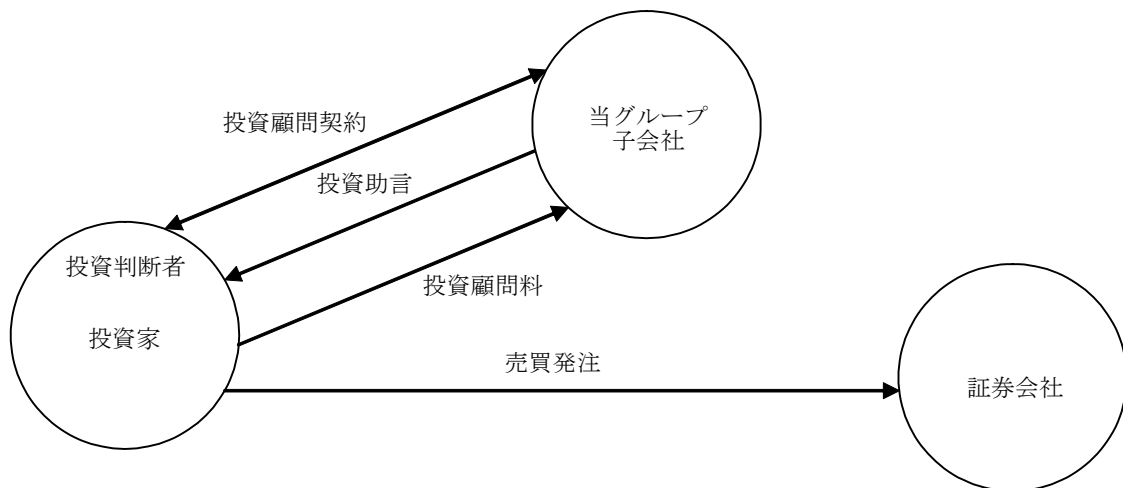 当グループ
子会社
投資顧問契約
投資助言
投資顧問料
投資判断者
投資家
売買発注
証券会社